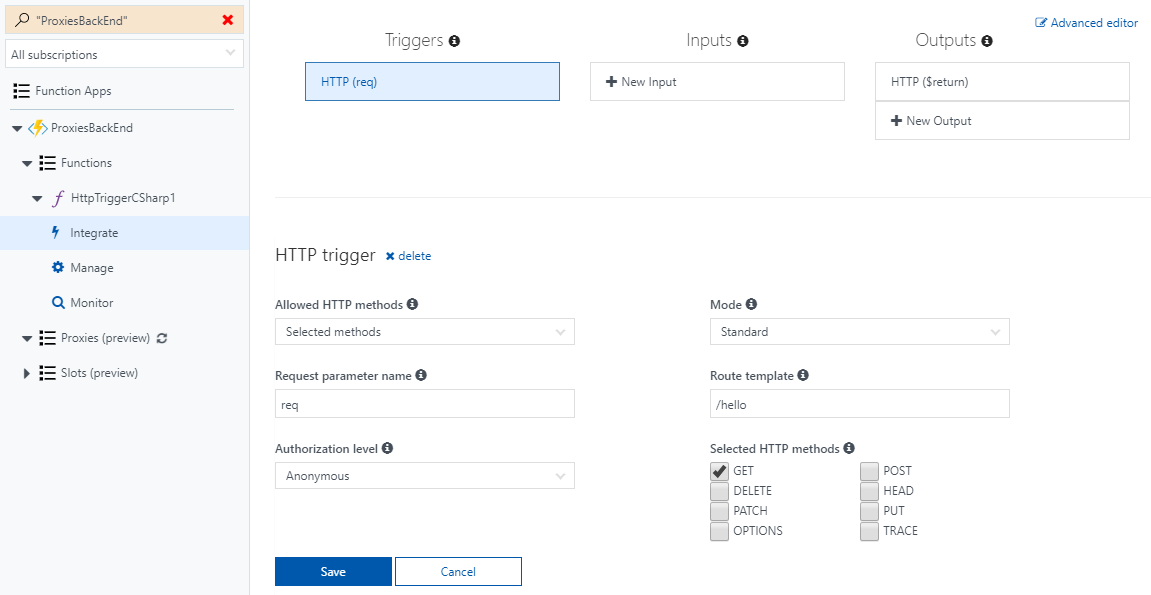 "ProxiesBackEnd"
All subscriptions
Function Apps
ProxiesBackEnd
Functions
HttpTriggerCSharp1
Integrate
Manage
Monitor
Proxies (preview)
Slots (preview)
Advanced editor
Triggers
Inputs
Outputs
HTTP (req)
New Input
HTTP ($return)
New Output
HTTP trigger delete
Allowed HTTP methods
Selected methods
Mode
Standard
Request parameter name
req
Route template
/hello
Authorization level
Anonymous
Selected HTTP methods
GET POST
DELETE HEAD
PATCH PUT
OPTIONS TRACE
Save Cancel